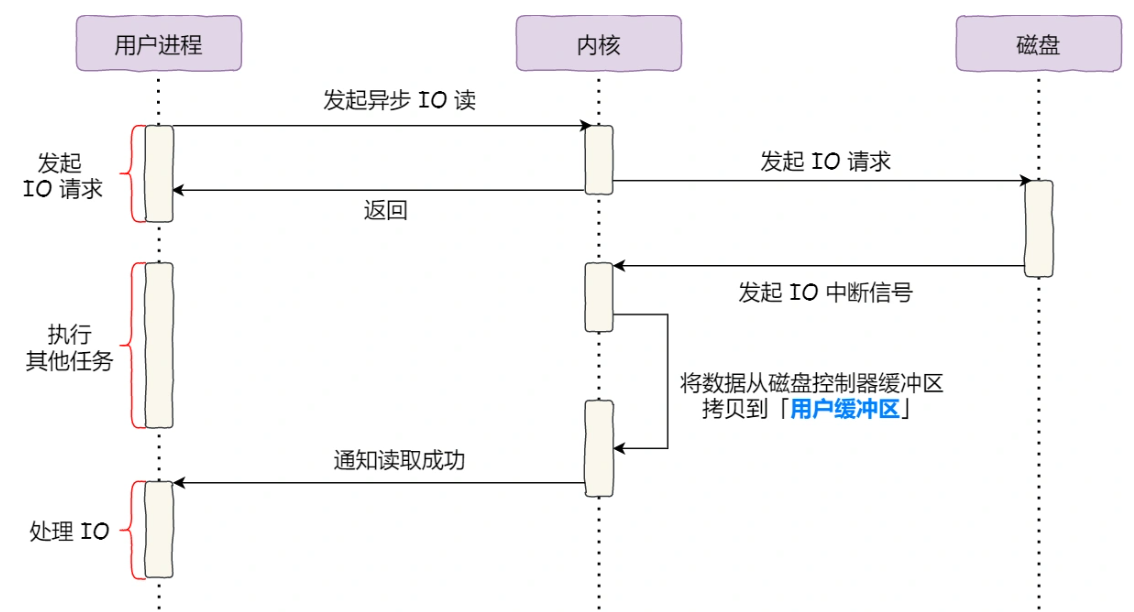 用户进程
内核
磁盘
发起异步 IO 读
发起 IO 请求
发起
IO 请求
返回
发起 IO 中断信号
执行
其他任务
将数据从磁盘控制器缓冲区
拷贝到「用户缓冲区」
通知读取成功
处理 IO